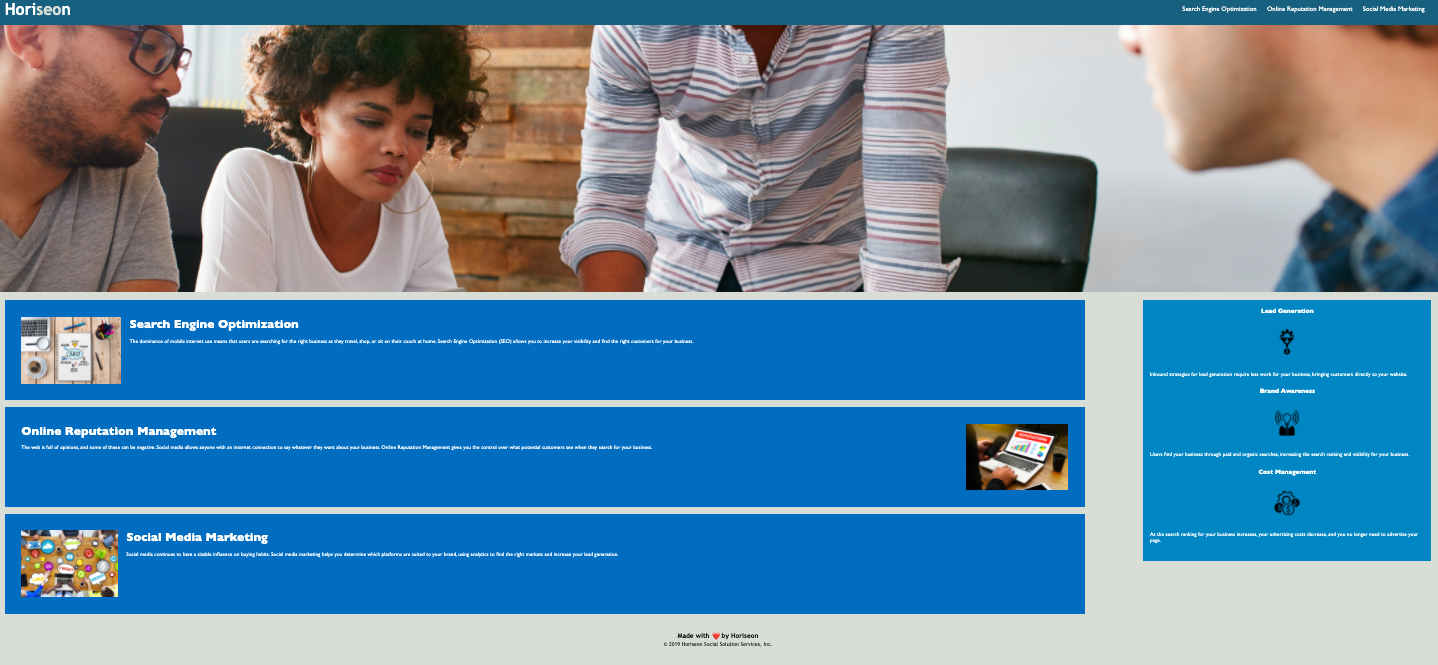 Horiseon
Search Engine Optimization
Online Reputation Management
Social Media Marketing
Search Engine Optimization
The dominance of mobile internet use means that users are searching for the right business as they travel, shop, or sit on their couch at home. Search Engine Optimization (SEO) allows you to increase your visibility and find the right customers for your business.
SEO
Online Reputation Management
The web is full of opinions, and some of these can be negative. Social media allows anyone with an internet connection to say whatever they want about your business. Online Reputation Management gives you the control over what potential customers see when they search for your business.
REPUTATION
Social Media Marketing
Social media continues to have a sizable influence on buying habits. Social media marketing helps you determine which platforms are suited to your brand, using analytics to find the right markets and increase your lead generation.
Lead Generation
Inbound strategies for lead generation require less work for your business, bringing customers directly to your website.
Brand Awareness
Users find your business through paid and organic searches, increasing the search ranking and visibility for your business.
Cost Management
As the search ranking for your business increases, your advertising costs decrease, and you no longer need to advertise your
page.
Made with ❤️ by Horiseon
© 2019 Horiseon Social Solution Services, Inc.